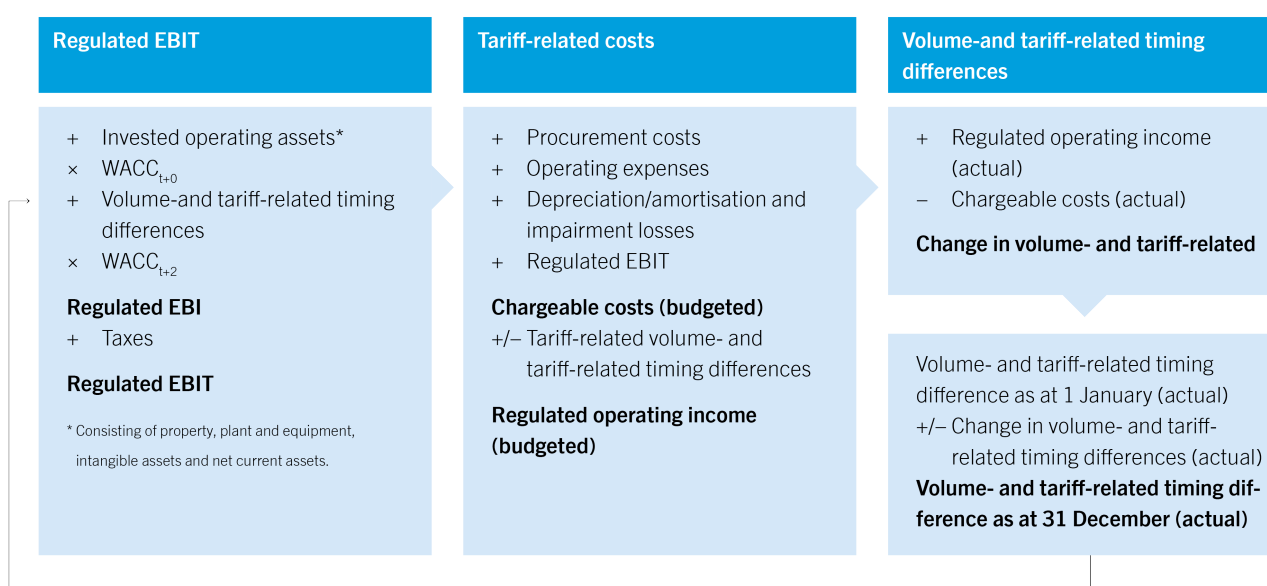 Regulated EBIT
+ Invested operating assets*
× WACCt+0
+ Volume-and tariff-related timing
differences
× WACCt+2
Regulated EBI
+ Taxes
Regulated EBIT
* Consisting of property, plant and equipment,
intangible assets and net current assets.
Tariff-related costs
+ Procurement costs
+ Operating expenses
+ Depreciation/amortisation and
impairment losses
+ Regulated EBIT
Chargeable costs (budgeted)
+/– Tariff-related volume- and
tariff-related timing differences
Regulated operating income
(budgeted)
Volume-and tariff-related timing
differences
+ Regulated operating income
(actual)
– Chargeable costs (actual)
Change in volume- and tariff-related
Volume- and tariff-related timing
difference as at 1 January (actual)
+/– Change in volume- and tariff-
related timing differences (actual)
Volume- and tariff-related timing dif-
ference as at 31 December (actual)